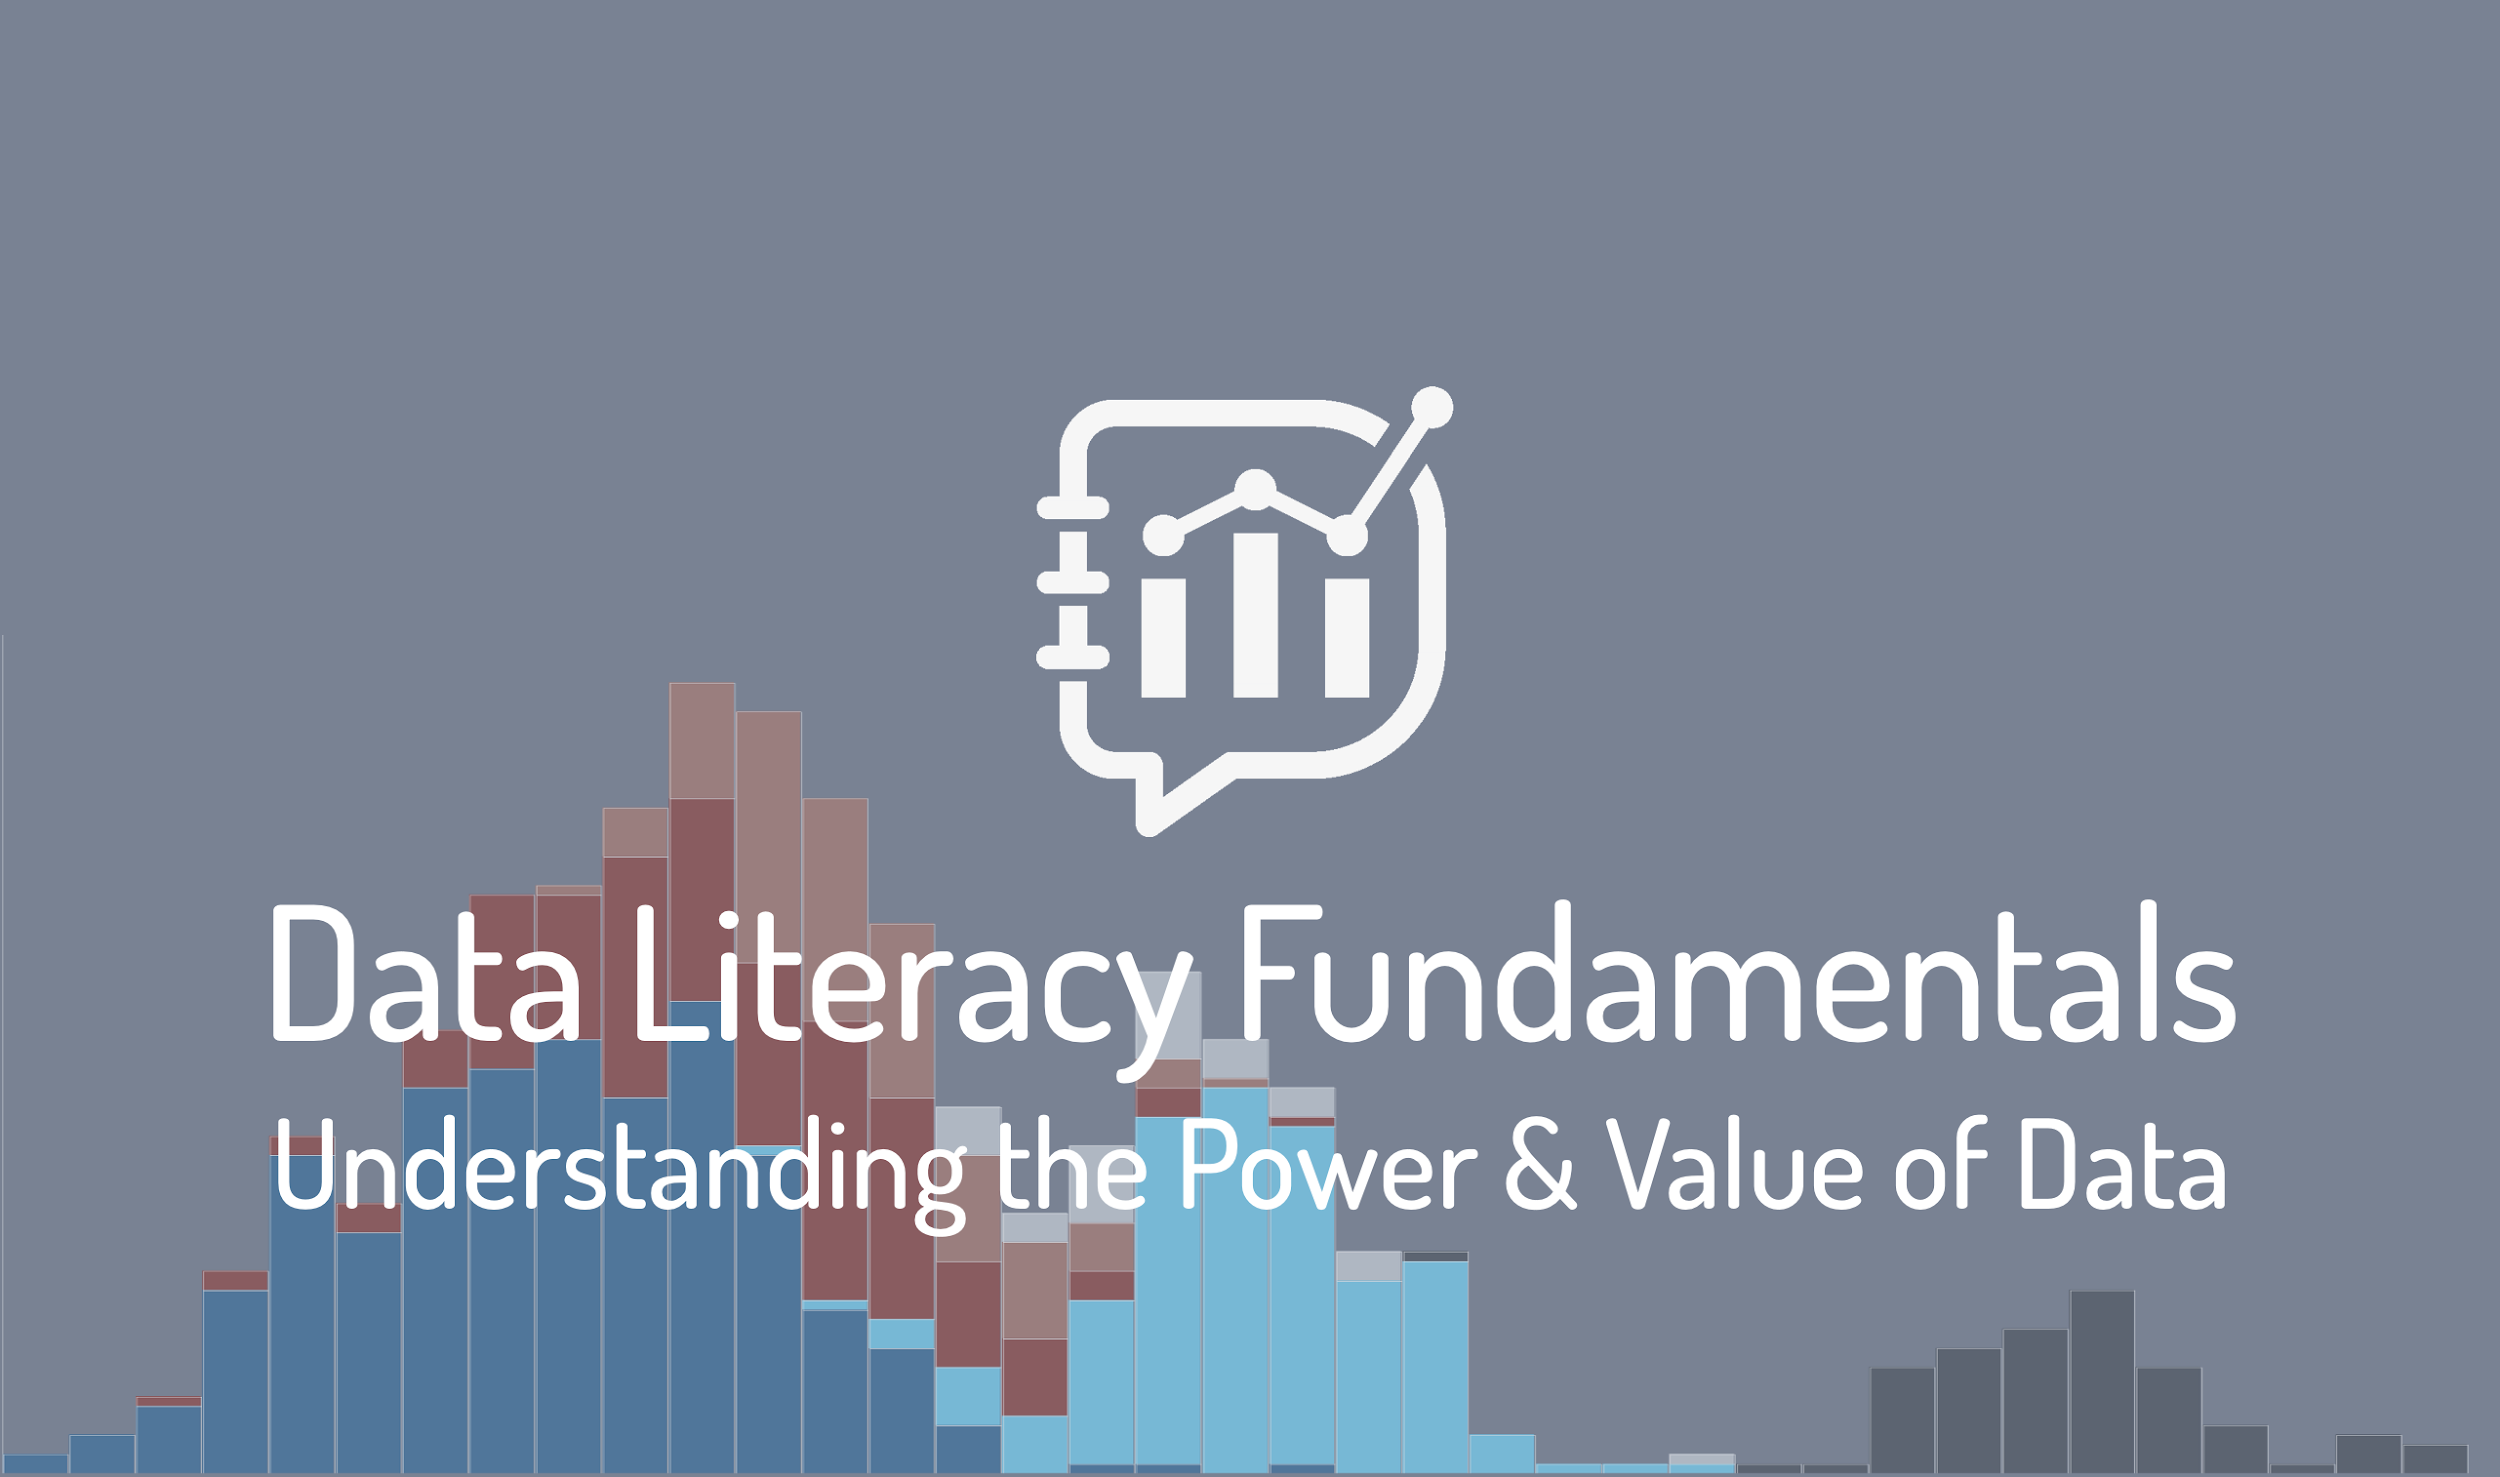 Data Literacy Fundamentals
Understanding the Power & Value of Data